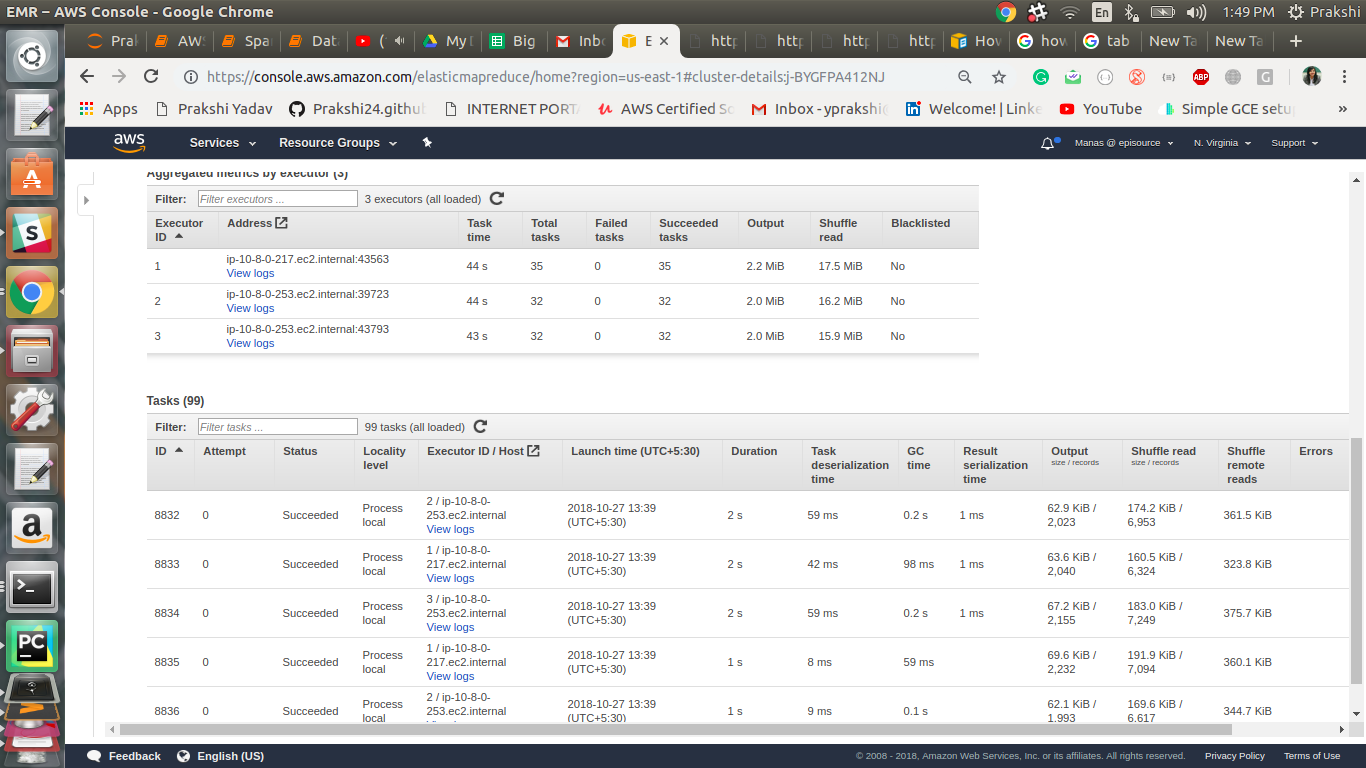 EMR – AWS Console - Google Chrome
En
1:49 PM
Prakshi
Pral
AWS
Spar
Data
(
My D
Big
Inbo
E
http
http
http
http
How
how
tab
New Ta
New Ta
https://console.aws.amazon.com/elasticmapreduce/home?region=us-east-1#cluster-details:j-BYGFPA412NJ
ABP
G
Apps
Prakshi Yadav
Prakshi24.github
INTERNET PORT
AWS Certified So
Inbox - yprakshi
Welcome! | Linke
YouTube
Simple GCE setu
»
aws
Services
Resource Groups
Manas @ episource
N. Virginia
Support
Aggregated metrics by executor (3)
Filter:
Filter executors ...
3 executors (all loaded)
Executor ID
Address
Task time
Total tasks
Failed tasks
Succeeded tasks
Output
Shuffle read
Blacklisted
1
ip-10-8-0-217.ec2.internal:43563
View logs
44 s
35
0
35
2.2 MiB
17.5 MiB
No
2
ip-10-8-0-253.ec2.internal:39723
View logs
44 s
32
0
32
2.0 MiB
16.2 MiB
No
3
ip-10-8-0-253.ec2.internal:43793
View logs
43 s
32
0
32
2.0 MiB
15.9 MiB
No
Tasks (99)
Filter:
Filter tasks ...
99 tasks (all loaded)
ID
Attempt
Status
Locality level
Executor ID / Host
Launch time (UTC+5:30)
Duration
Task deserialization time
GC time
Result serialization time
Output
size / records
Shuffle read
size / records
Shuffle remote reads
Errors
8832
0
Succeeded
Process local
2 / ip-10-8-0-
253.ec2.internal
View logs
2018-10-27 13:39
(UTC+5:30)
2 s
59 ms
0.2 s
1 ms
62.9 KiB /
2,023
174.2 KiB /
6,953
361.5 KiB
8833
0
Succeeded
Process local
1 / ip-10-8-0-
217.ec2.internal
View logs
2018-10-27 13:39
(UTC+5:30)
2 s
42 ms
98 ms
1 ms
63.6 KiB /
2,040
160.5 KiB /
6,324
323.8 KiB
8834
0
Succeeded
Process local
3 / ip-10-8-0-
253.ec2.internal
View logs
2018-10-27 13:39
(UTC+5:30)
2 s
59 ms
0.2 s
1 ms
67.2 KiB /
2,155
183.0 KiB /
7,249
375.7 KiB
8835
0
Succeeded
Process local
1 / ip-10-8-0-
217.ec2.internal
View logs
2018-10-27 13:39
(UTC+5:30)
1 s
8 ms
59 ms
69.6 KiB /
2,232
191.9 KiB /
7,094
360.1 KiB
8836
0
Succeeded
Process local
2 / ip-10-8-0-
253.ec2.internal
2018-10-27 13:39
(UTC+5:30)
1 s
9 ms
0.1 s
62.1 KiB /
1,993
169.6 KiB /
6,617
344.7 KiB
Feedback
English (US)
© 2008 - 2018, Amazon Web Services, Inc. or its affiliates. All rights reserved.
Privacy Policy
Terms of Use
A
S
a
>_
PC